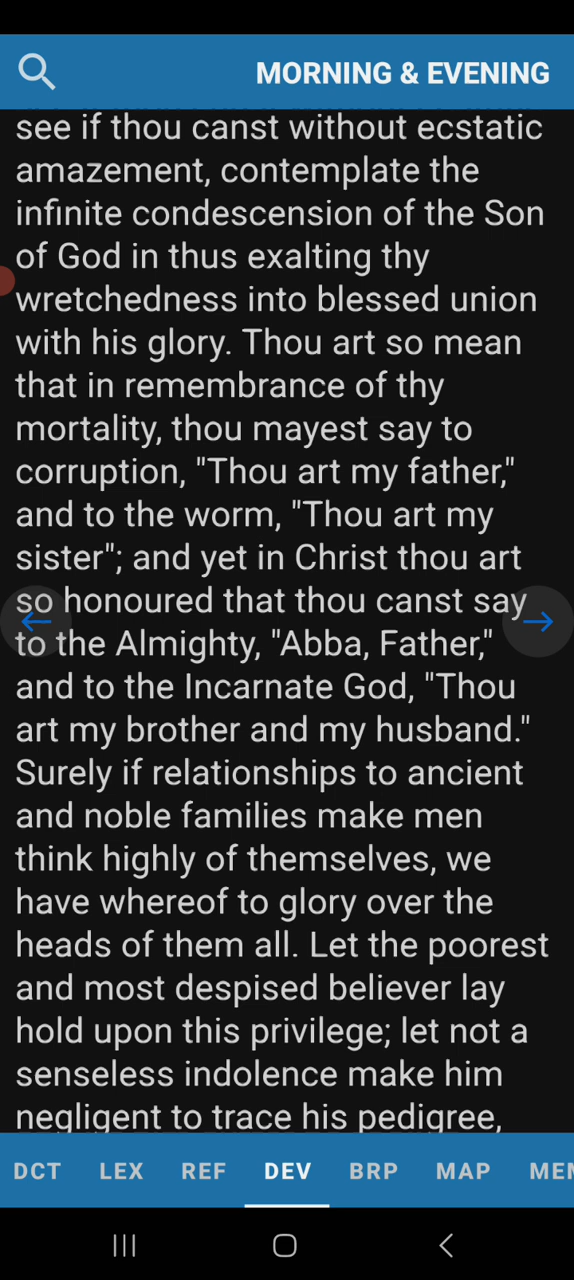 MORNING & EVENING
see if thou canst without ecstatic
amazement, contemplate the
infinite condescension of the Son
of God in thus exalting thy
wretchedness into blessed union
with his glory. Thou art so mean
that in remembrance of thy
mortality, thou mayest say to
corruption, "Thou art my father,"
and to the worm, "Thou art my
sister"; and yet in Christ thou art
so honoured that thou canst say
to the Almighty, "Abba, Father,"
and to the Incarnate God, "Thou
art my brother and my husband."
Surely if relationships to ancient
and noble families make men
think highly of themselves, we
have whereof to glory over the
heads of them all. Let the poorest
and most despised believer lay
hold upon this privilege; let not a
senseless indolence make him
negligent to trace his pedigree,
DCT LEX REF DEV BRP MAP